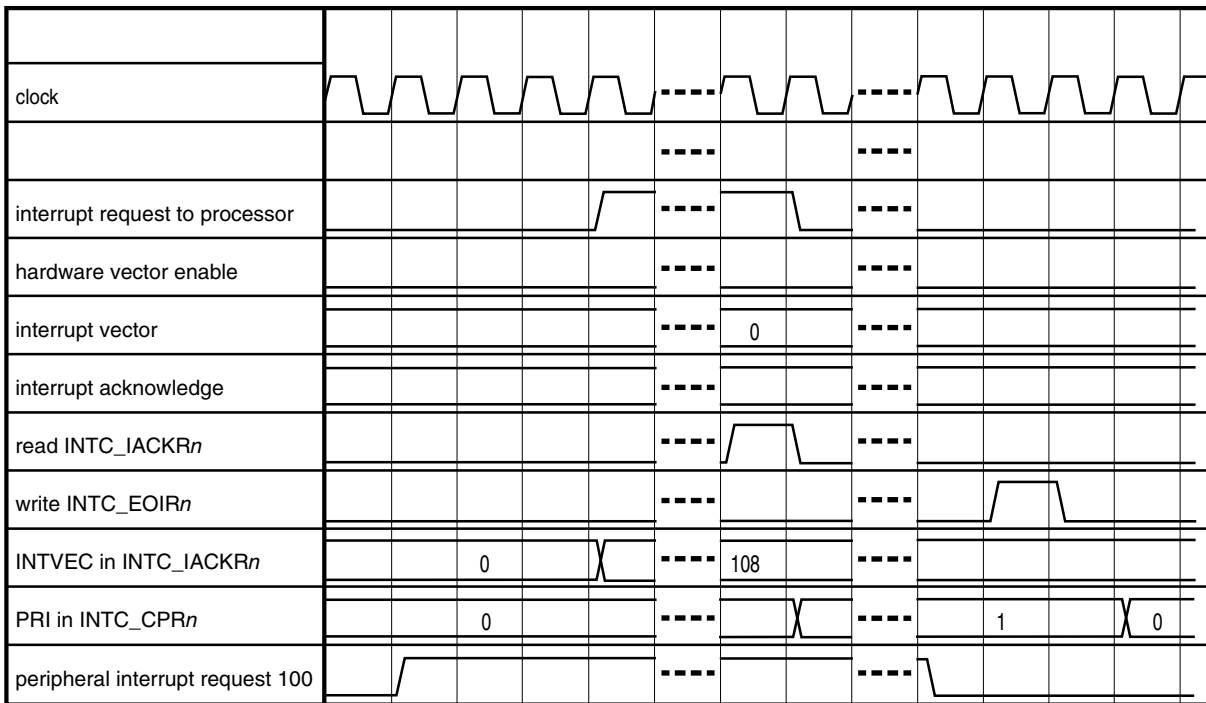 clock
interrupt request to processor
hardware vector enable
interrupt vector 0
interrupt acknowledge
read INTC_IACKRn
write INTC_EOIRn
INTVEC in INTC_IACKRn 0 108
PRI in INTC_CPRn 0 1 0
peripheral interrupt request 100